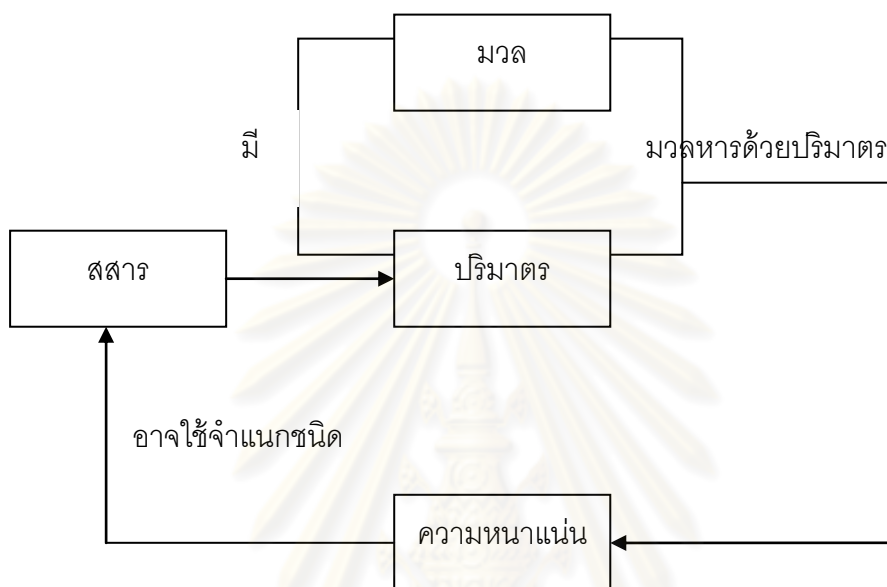 มวล
มี
มวลหารด้วยปริมาตร
สสาร
ปริมาตร
อาจใช้จำแนกชนิด
ความหนาแน่น